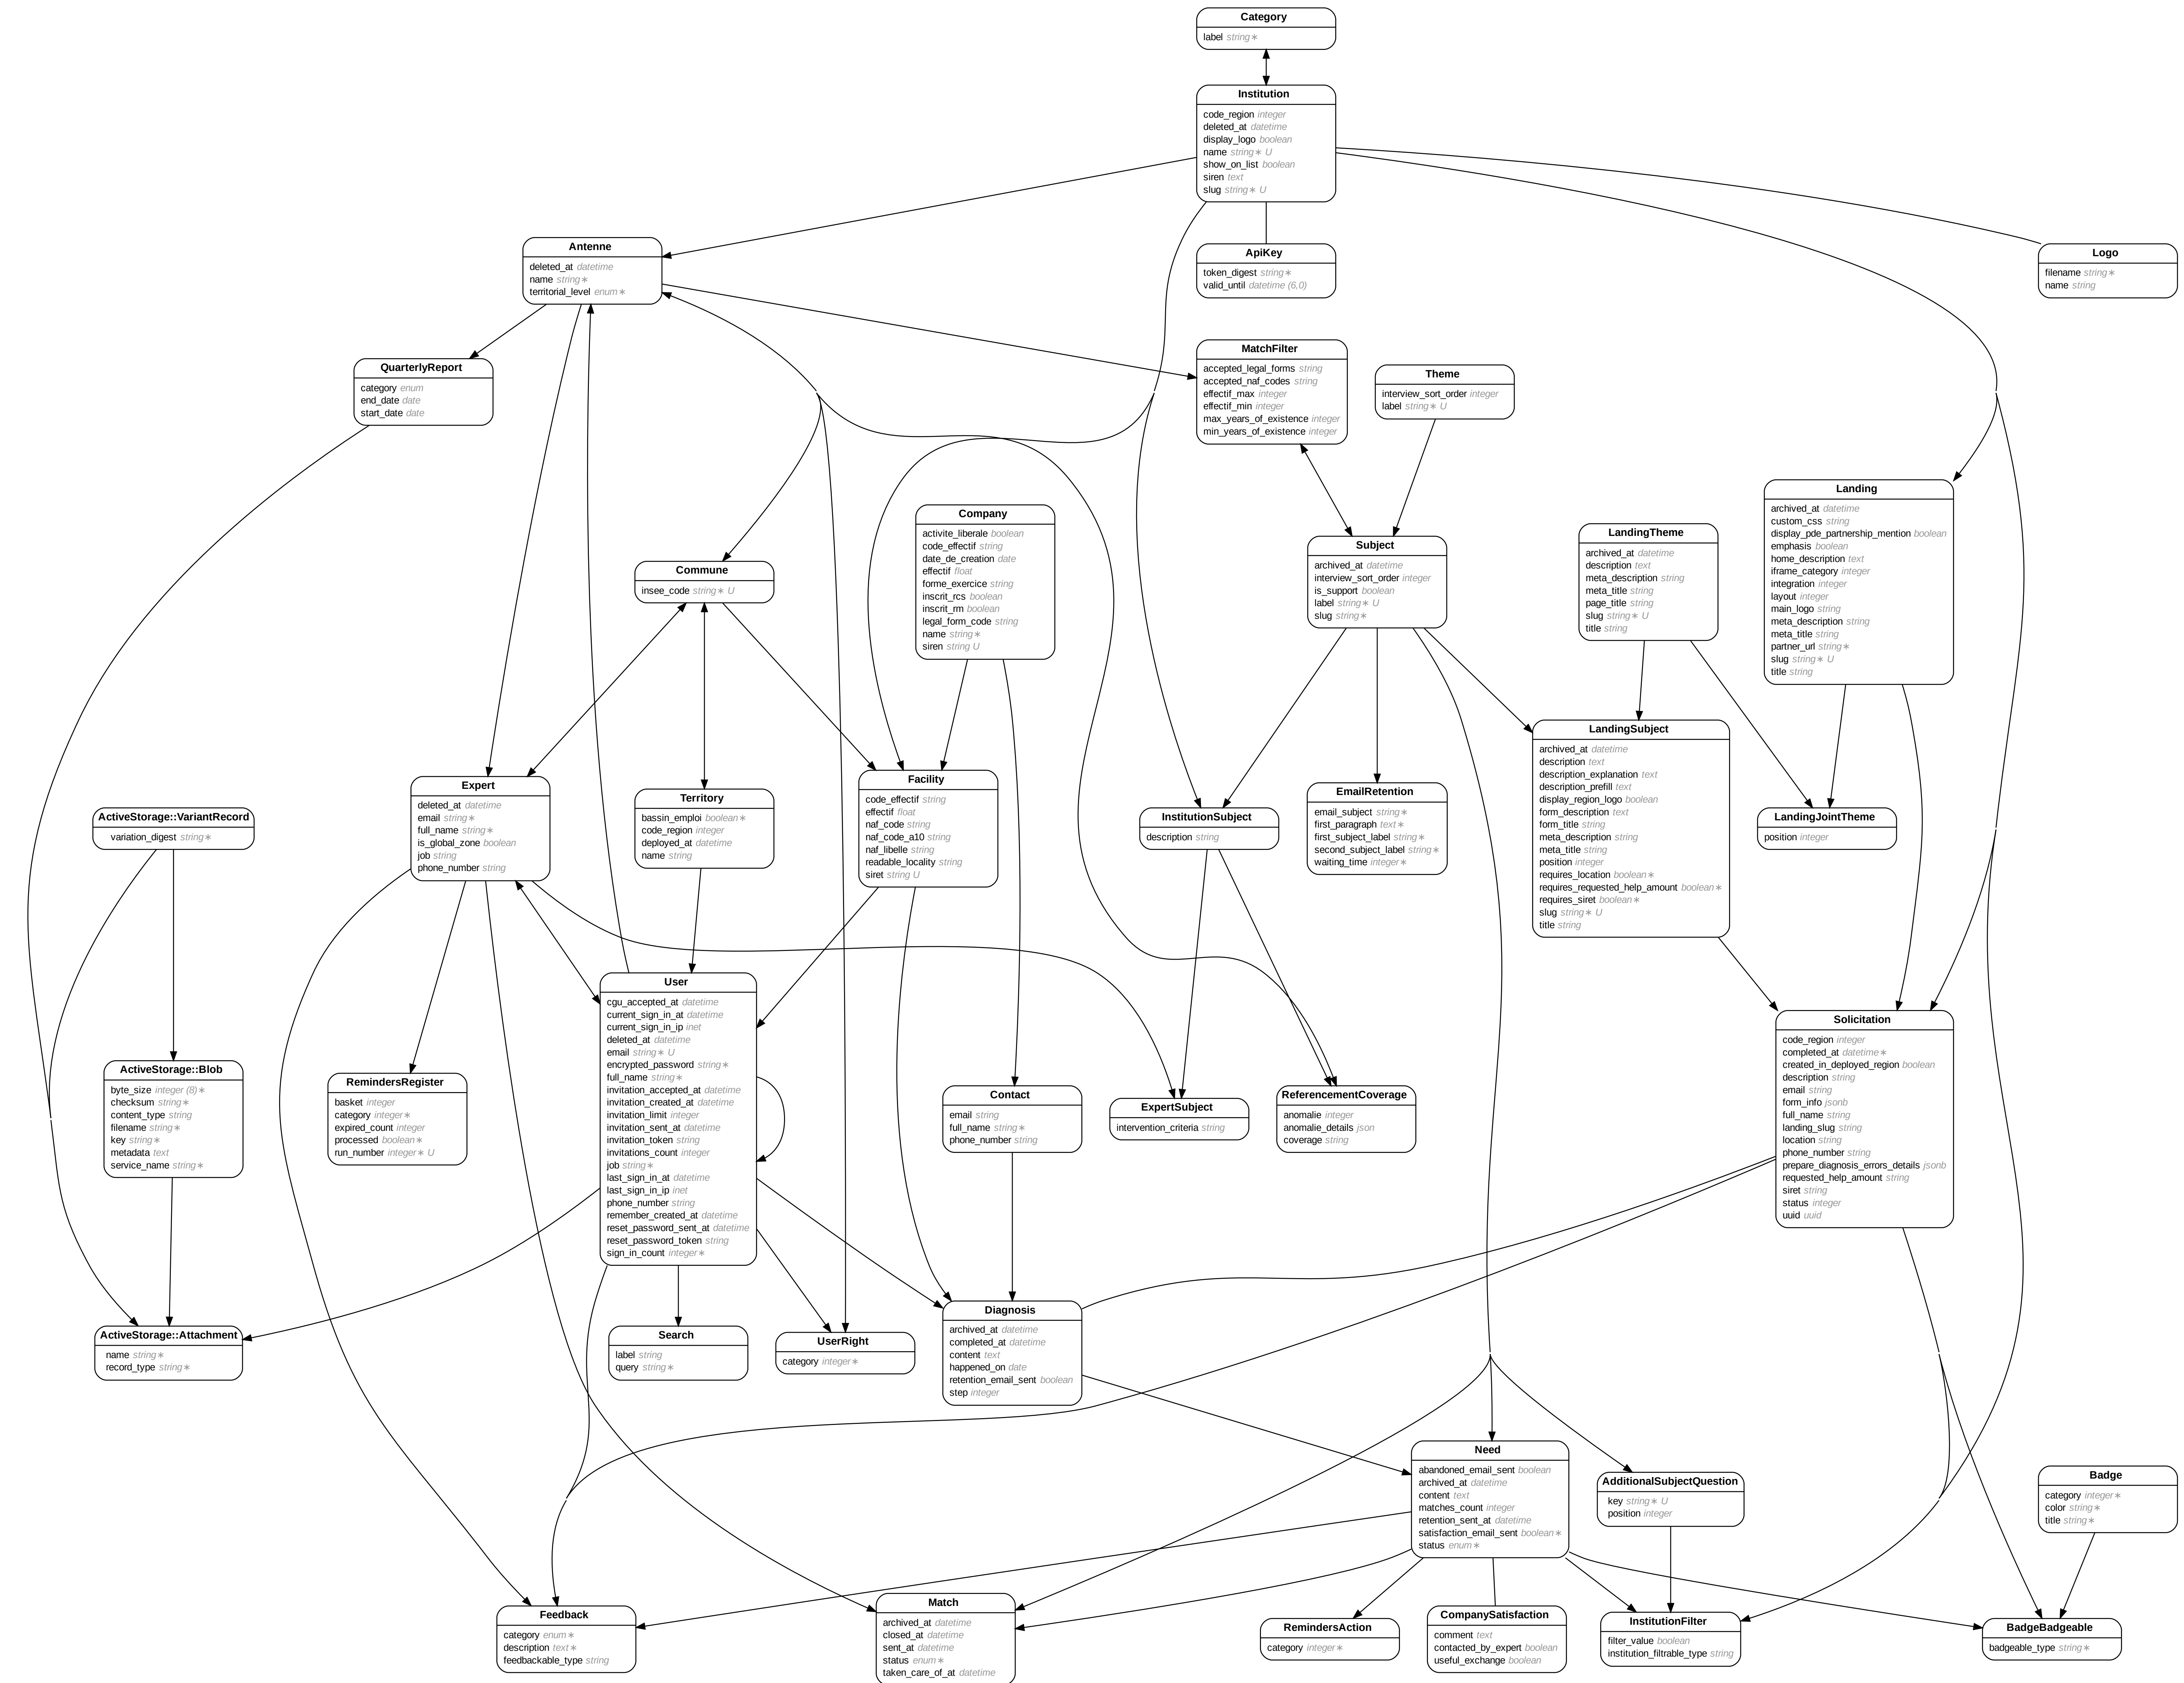 Category
label string∗
Institution
code_region integer
deleted_at datetime
display_logo boolean
name string∗ U
show_on_list boolean
siren text
slug string∗ U
Antenne
deleted_at datetime
name string∗
territorial_level enum∗
ApiKey
token_digest string∗
valid_until datetime (6,0)
Logo
filename string∗
name string
QuarterlyReport
category enum
end_date date
start_date date
MatchFilter
accepted_legal_forms string
accepted_naf_codes string
effectif_max integer
effectif_min integer
max_years_of_existence integer
min_years_of_existence integer
Theme
interview_sort_order integer
label string∗ U
Company
activite_liberale boolean
code_effectif string
date_de_creation date
effectif float
forme_exercice string
inscrit_rcs boolean
inscrit_rm boolean
legal_form_code string
name string∗
siren string U
Landing
archived_at datetime
custom_css string
display_pde_partnership_mention boolean
emphasis boolean
home_description text
iframe_category integer
integration integer
layout integer
main_logo string
meta_description string
meta_title string
partner_url string∗
slug string∗ U
title string
Commune
insee_code string∗ U
Subject
archived_at datetime
interview_sort_order integer
is_support boolean
label string∗ U
slug string∗
LandingTheme
archived_at datetime
description text
meta_description string
meta_title string
page_title string
slug string∗ U
title string
LandingSubject
archived_at datetime
description text
description_explanation text
description_prefill text
display_region_logo boolean
form_description text
form_title string
meta_description string
meta_title string
position integer
requires_location boolean∗
requires_requested_help_amount boolean∗
requires_siret boolean∗
slug string∗ U
title string
Expert
deleted_at datetime
email string∗
full_name string∗
is_global_zone boolean
job string
phone_number string
Territory
bassin_emploi boolean∗
code_region integer
deployed_at datetime
name string
Facility
code_effectif string
effectif float
naf_code string
naf_code_a10 string
naf_libelle string
readable_locality string
siret string U
InstitutionSubject
description string
EmailRetention
email_subject string∗
first_paragraph text∗
first_subject_label string∗
second_subject_label string∗
waiting_time integer∗
LandingJointTheme
position integer
ActiveStorage::VariantRecord
variation_digest string∗
User
cgu_accepted_at datetime
current_sign_in_at datetime
current_sign_in_ip inet
deleted_at datetime
email string∗ U
encrypted_password string∗
full_name string∗
invitation_accepted_at datetime
invitation_created_at datetime
invitation_limit integer
invitation_sent_at datetime
invitation_token string
invitations_count integer
job string∗
last_sign_in_at datetime
last_sign_in_ip inet
phone_number string
remember_created_at datetime
reset_password_sent_at datetime
reset_password_token string
sign_in_count integer∗
Solicitation
code_region integer
completed_at datetime∗
created_in_deployed_region boolean
description string
email string
form_info jsonb
full_name string
landing_slug string
location string
phone_number string
prepare_diagnosis_errors_details jsonb
requested_help_amount string
siret string
status integer
uuid uuid
ActiveStorage::Blob
byte_size integer (8)∗
checksum string∗
content_type string
filename string∗
key string∗
metadata text
service_name string∗
RemindersRegister
basket integer
category integer∗
expired_count integer
processed boolean∗
run_number integer∗ U
Contact
email string
full_name string∗
phone_number string
ExpertSubject
intervention_criteria string
ReferencementCoverage
anomalie integer
anomalie_details json
coverage string
ActiveStorage::Attachment
name string∗
record_type string∗
Search
label string
query string∗
UserRight
category integer∗
Diagnosis
archived_at datetime
completed_at datetime
content text
happened_on date
retention_email_sent boolean
step integer
Need
abandoned_email_sent boolean
archived_at datetime
content text
matches_count integer
retention_sent_at datetime
satisfaction_email_sent boolean∗
status enum∗
AdditionalSubjectQuestion
key string∗ U
position integer
Badge
category integer∗
color string∗
title string∗
Feedback
category enum∗
description text∗
feedbackable_type string
Match
archived_at datetime
closed_at datetime
sent_at datetime
status enum∗
taken_care_of_at datetime
RemindersAction
category integer∗
CompanySatisfaction
comment text
contacted_by_expert boolean
useful_exchange boolean
InstitutionFilter
filter_value boolean
institution_filtrable_type string
BadgeBadgeable
badgeable_type string∗